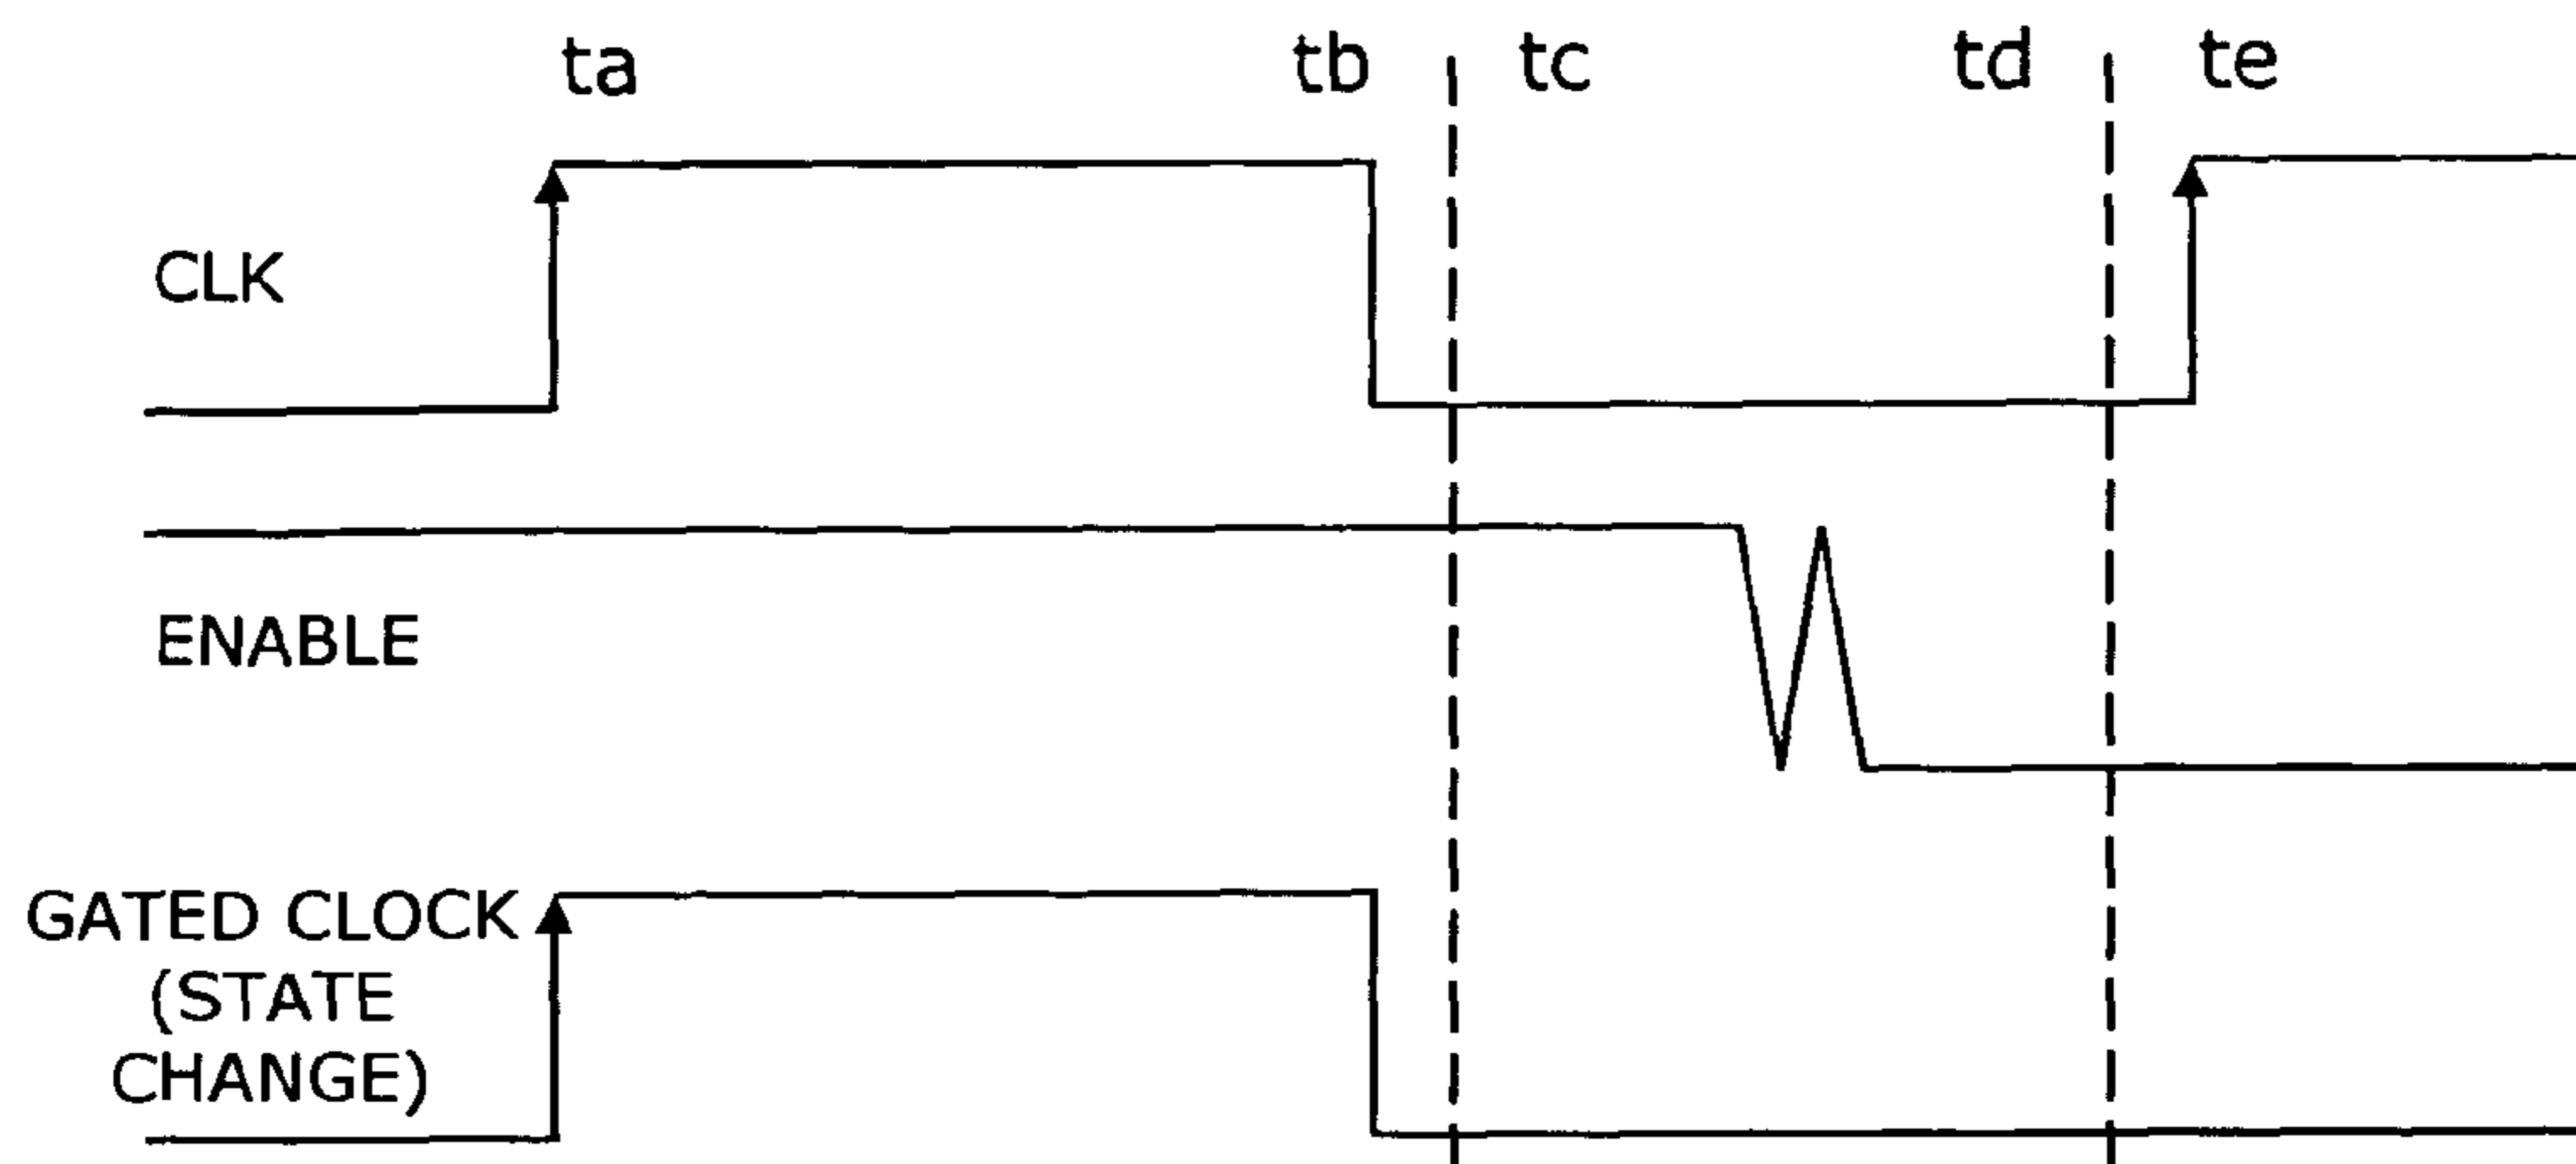 ta
tb
tc
td
te
CLK
ENABLE
GATED CLOCK
(STATE
CHANGE)